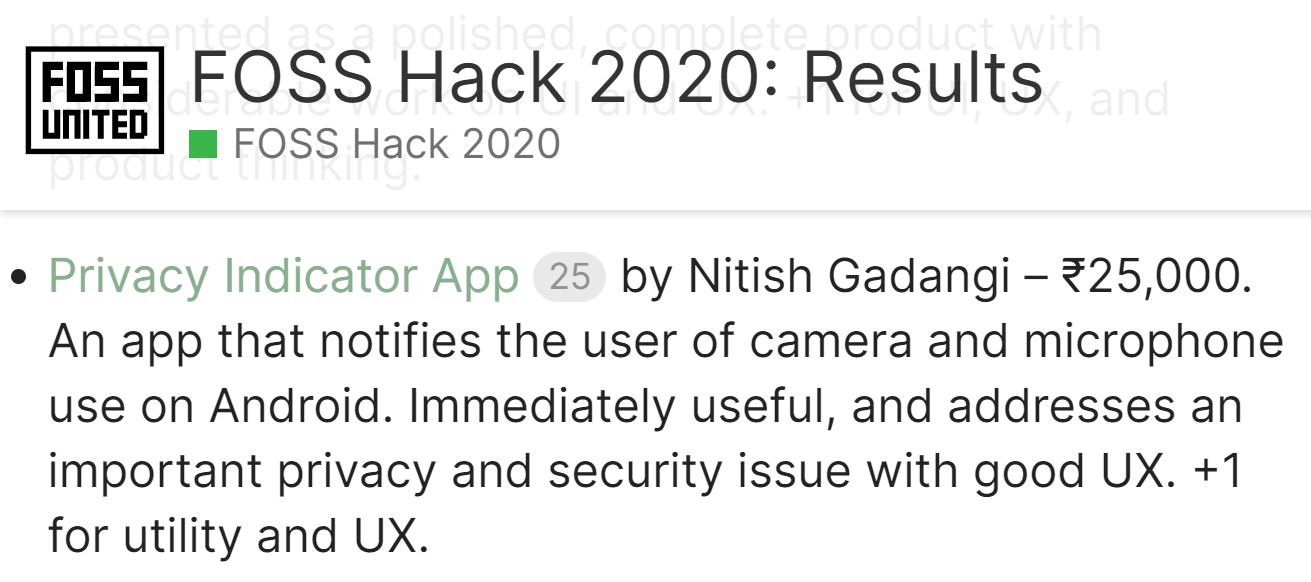 presented as a polished, complete product with
FOSS UNITED
FOSS Hack 2020: Results
derable work on UI and UX. +1 for UI, UX, and
FOSS Hack 2020
product thinking.
• Privacy Indicator App 25 by Nitish Gadangi – ₹25,000.
An app that notifies the user of camera and microphone
use on Android. Immediately useful, and addresses an
important privacy and security issue with good UX. +1
for utility and UX.